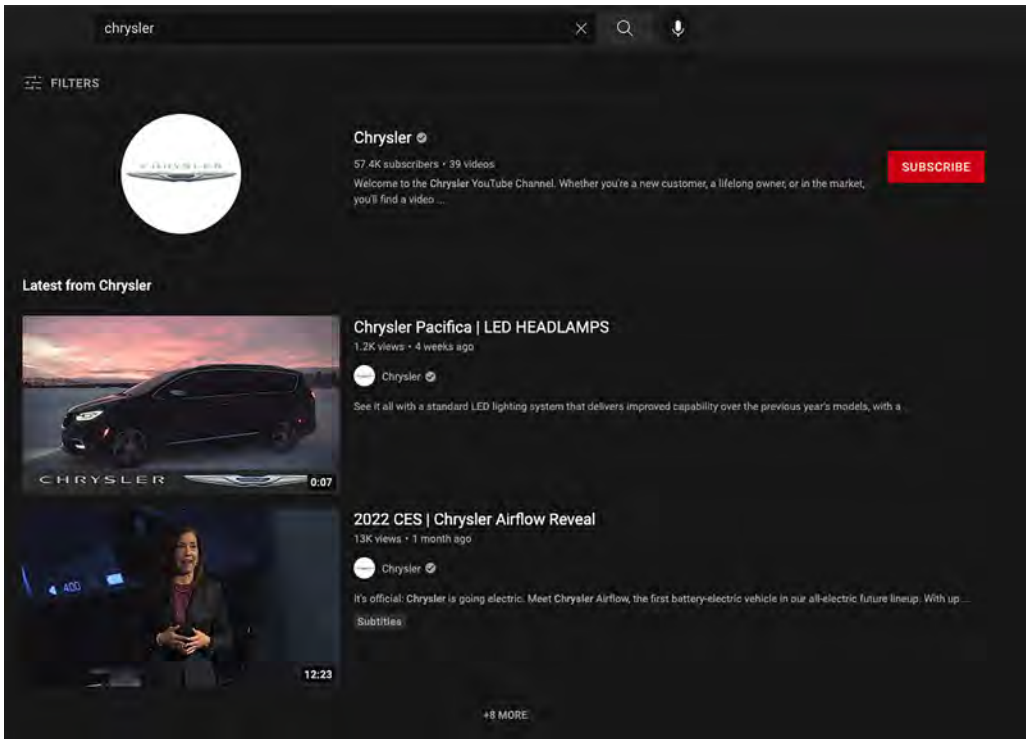 chrysler
FILTERS
CHRYSLER
Chrysler
57.4K subscribers • 39 videos
SUBSCRIBE
Welcome to the Chrysler YouTube Channel. Whether you're a new customer, a lifelong owner, or in the market,
you'll find a video ...
Latest from Chrysler
Chrysler Pacifica | LED HEADLAMPS
1.2K views • 4 weeks ago
Chrysler
See it all with a standard LED lighting system that delivers improved capability over the previous year's models, with a
CHRYSLER
0:07
2022 CES | Chrysler Airflow Reveal
13K views • 1 month ago
Chrysler
It's official: Chrysler is going electric. Meet Chrysler Airflow, the first battery-electric vehicle in our all-electric future lineup. With up ...
Subtitles
400
12:23
+8 MORE